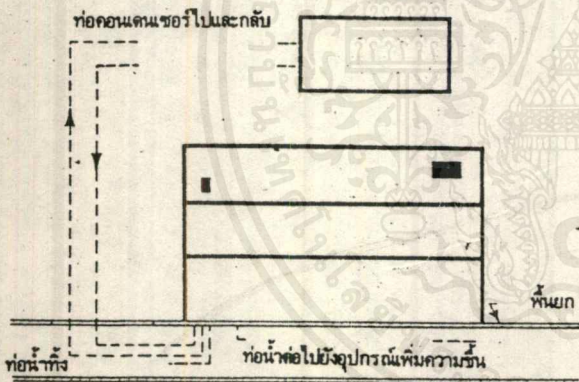 ท่อคอนเดนเซอร์ไปและกลับ
พื้นยก
ท่อน้ำทิ้ง
ท่อน้ำต่อไปยังอุปกรณ์เพิ่มความชื้น